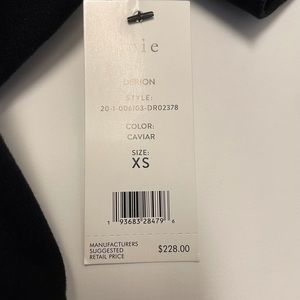 DERION
STYLE:
20-1-006103-DR02378
COLOR:
CAVIAR
SIZE:
XS
1 93683 28479 6
MANUFACTURERS
SUGGESTED
RETAIL PRICE
$228.00